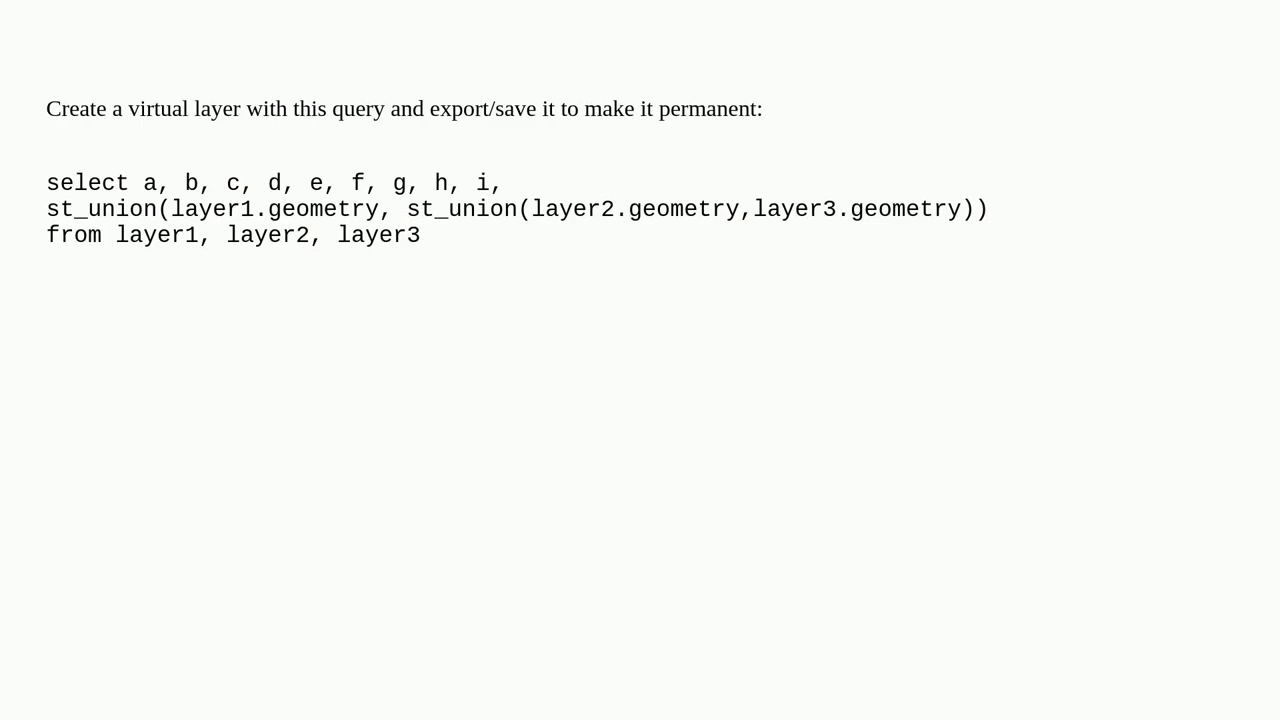 Create a virtual layer with this query and export/save it to make it permanent:
select a, b, c, d, e, f, g, h, i,
st_union(layer1.geometry, st_union(layer2.geometry,layer3.geometry))
from layer1, layer2, layer3